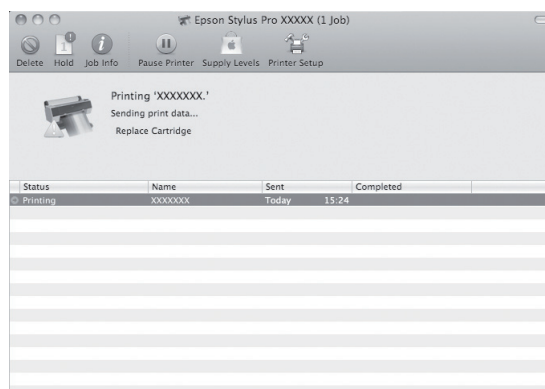 Epson Stylus Pro XXXXX (1 Job)
1
Delete Hold Job Info Pause Printer Supply Levels Printer Setup
Printing ‘XXXXXXX.’
Sending print data...
Replace Cartridge
Status Name Sent Completed
Printing XXXXXXX Today 15:24